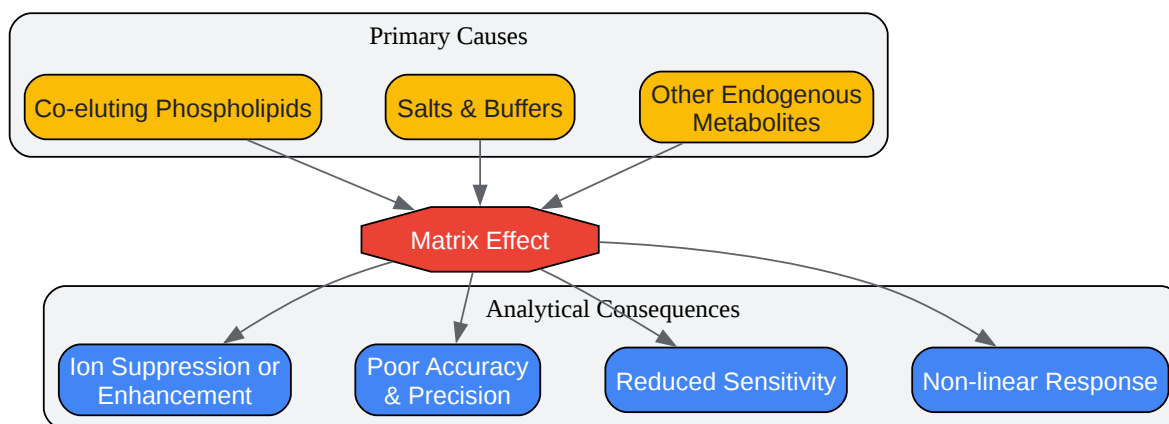 Primary Causes
Co-eluting Phospholipids
Salts & Buffers
Other Endogenous
Metabolites
Matrix Effect
Analytical Consequences
Ion Suppression or
Enhancement
Poor Accuracy
& Precision
Reduced Sensitivity
Non-linear Response